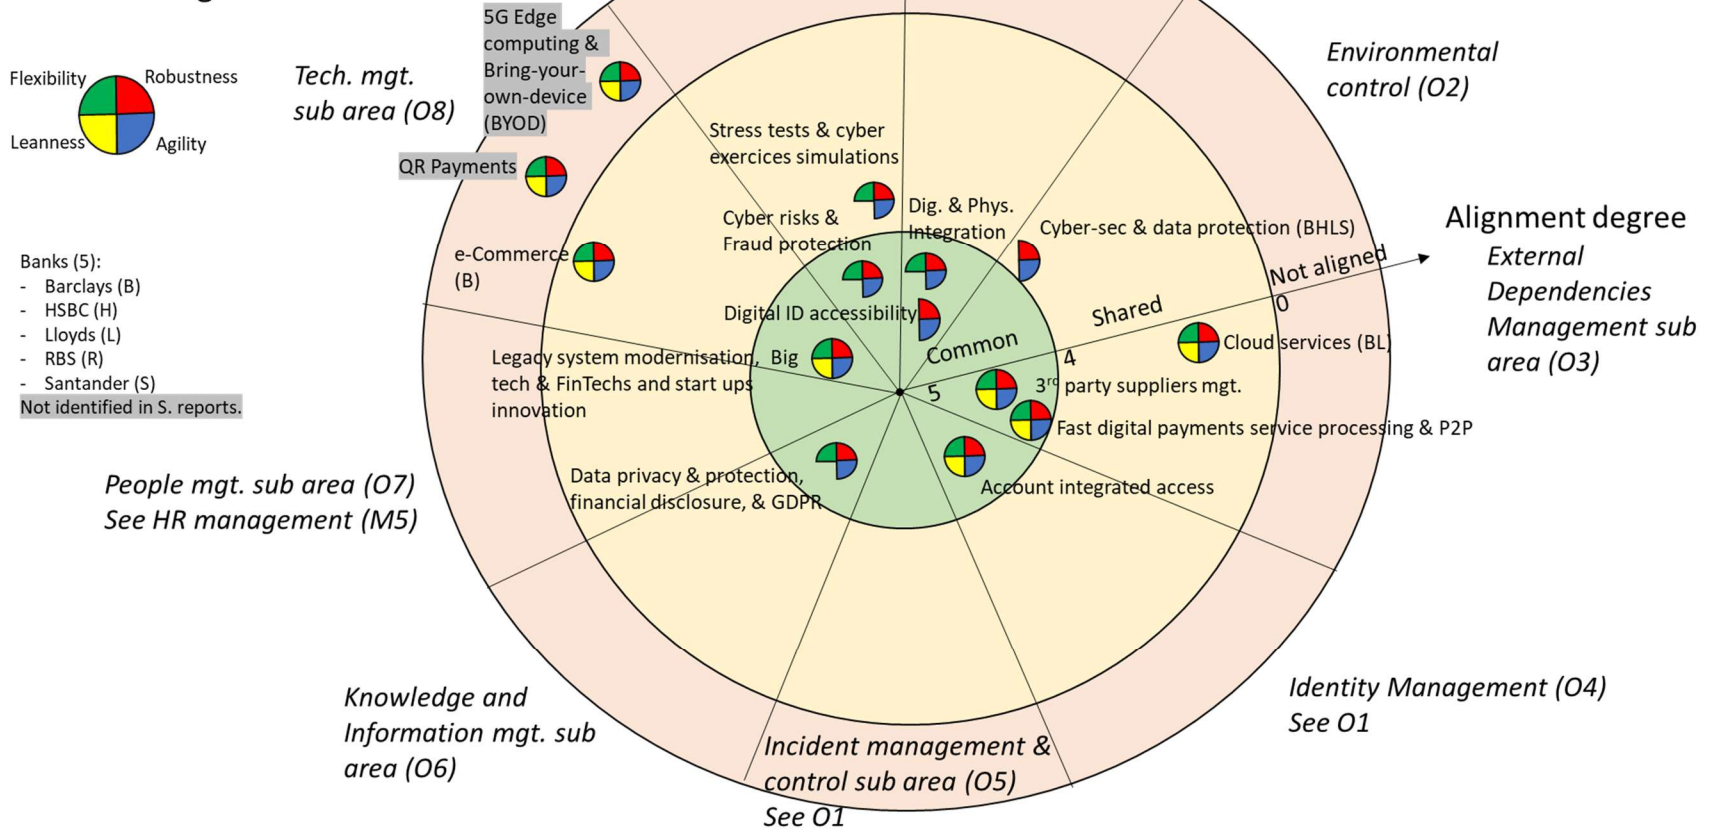 Flexibility
Robustness
Leanness
Agility
Tech. mgt.
sub area (O8)
5G Edge
computing &
Bring-your-
own-device
(BYOD)
QR Payments
e-Commerce
(B)
Banks (5):
- Barclays (B)
- HSBC (H)
- Lloyds (L)
- RBS (R)
- Santander (S)
Not identified in S. reports.
Stress tests & cyber
exercices simulations
Cyber risks &
Fraud protection
Dig. & Phys.
Integration
Cyber-sec & data protection (BHLS)
Environmental
control (O2)
Alignment degree
External
Dependencies
Management sub
area (O3)
Not aligned
0
Shared
4
Common
5
Digital ID accessibility
Cloud services (BL)
Legacy system modernisation, Big
tech & FinTechs and start ups
innovation
3rd party suppliers mgt.
Fast digital payments service processing & P2P
Data privacy & protection,
financial disclosure, & GDPR
Account integrated access
People mgt. sub area (O7)
See HR management (M5)
Knowledge and
Information mgt. sub
area (O6)
Incident management &
control sub area (O5)
See O1
Identity Management (O4)
See O1